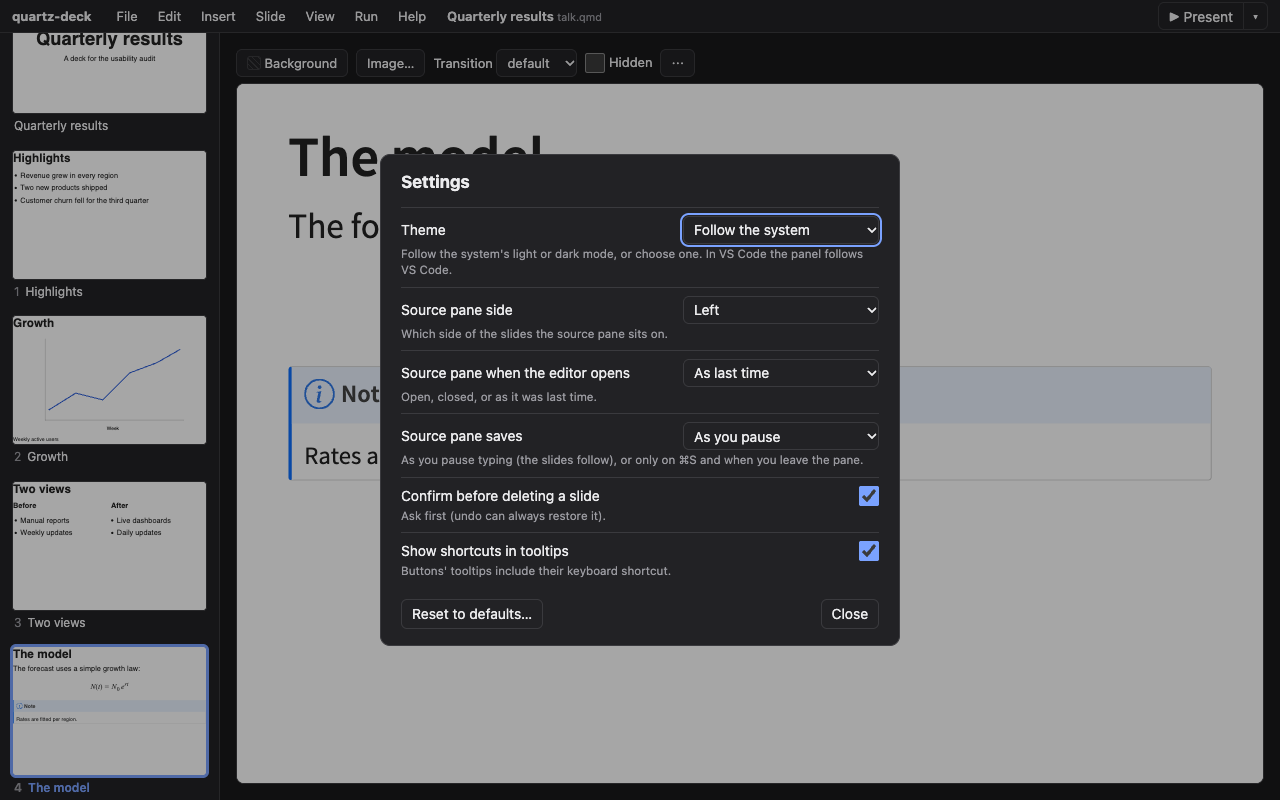 quartz-deck File Edit Insert Slide View Run Help Quarterly results talk.qmd Present
Quarterly results
A deck for the usability audit
Quarterly results
Highlights
• Revenue grew in every region
• Two new products shipped
• Customer churn fell for the third quarter
1 Highlights
Growth
Week
Weekly active users
2 Growth
Two views
Before After
• Manual reports • Live dashboards
• Weekly updates • Daily updates
3 Two views
The model
The forecast uses a simple growth law:
N(t) = N₀ eʳᵗ
Note
Rates are fitted per region.
4 The model
Background Image... Transition default Hidden ...
The model
The fo
Not
Rates a
Settings
Theme Follow the system
Follow the system's light or dark mode, or choose one. In VS Code the panel follows
VS Code.
Source pane side Left
Which side of the slides the source pane sits on.
Source pane when the editor opens As last time
Open, closed, or as it was last time.
Source pane saves As you pause
As you pause typing (the slides follow), or only on ⌘S and when you leave the pane.
Confirm before deleting a slide
Ask first (undo can always restore it).
Show shortcuts in tooltips
Buttons' tooltips include their keyboard shortcut.
Reset to defaults... Close